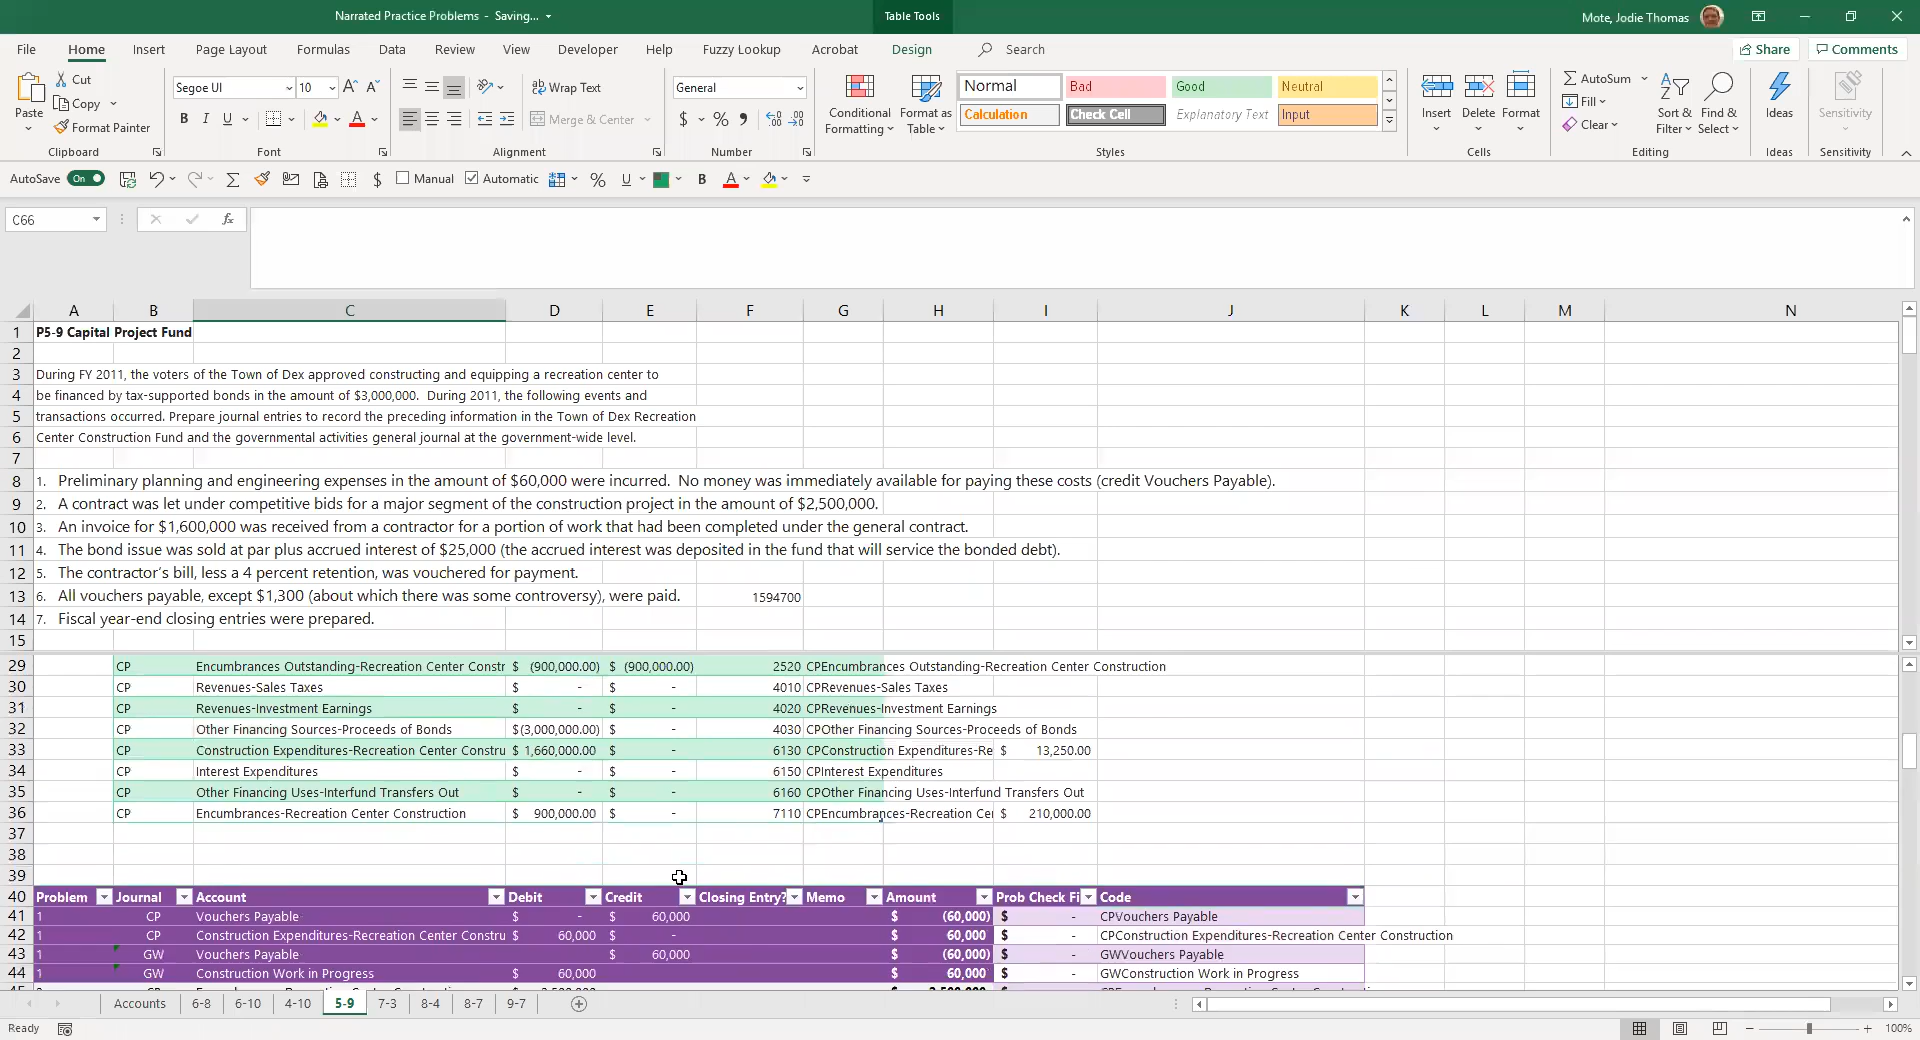 Narrated Practice Problems - Saving...
Table Tools
Mote, Jodie Thomas
File Home Insert Page Layout Formulas Data Review View Developer Help Fuzzy Lookup Acrobat Design Search Share Comments
Paste Cut Copy Format Painter Clipboard
Segoe UI 10 B I U A Font
Wrap Text Merge & Center Alignment
General $ % Number
Conditional Formatting Format as Table
Normal Bad Good Neutral
Calculation Check Cell Explanatory Text Input
Styles
Insert Delete Format Cells
AutoSum Fill Clear Sort & Filter Find & Select Editing
Ideas Ideas
Sensitivity Sensitivity
AutoSave On Manual Automatic
C66 fx
A B C D E F G H I J K L M N
1 P5-9 Capital Project Fund
2
3 During FY 2011, the voters of the Town of Dex approved constructing and equipping a recreation center to
4 be financed by tax-supported bonds in the amount of $3,000,000. During 2011, the following events and
5 transactions occurred. Prepare journal entries to record the preceding information in the Town of Dex Recreation
6 Center Construction Fund and the governmental activities general journal at the government-wide level.
7
8 1. Preliminary planning and engineering expenses in the amount of $60,000 were incurred. No money was immediately available for paying these costs (credit Vouchers Payable).
9 2. A contract was let under competitive bids for a major segment of the construction project in the amount of $2,500,000.
10 3. An invoice for $1,600,000 was received from a contractor for a portion of work that had been completed under the general contract.
11 4. The bond issue was sold at par plus accrued interest of $25,000 (the accrued interest was deposited in the fund that will service the bonded debt).
12 5. The contractor's bill, less a 4 percent retention, was vouchered for payment.
13 6. All vouchers payable, except $1,300 (about which there was some controversy), were paid. 1594700
14 7. Fiscal year-end closing entries were prepared.
15
29 CP Encumbrances Outstanding-Recreation Center Constr $ (900,000.00) $ (900,000.00) 2520 CPEncumbrances Outstanding-Recreation Center Construction
30 CP Revenues-Sales Taxes $ - $ - 4010 CPRevenues-Sales Taxes
31 CP Revenues-Investment Earnings $ - $ - 4020 CPRevenues-Investment Earnings
32 CP Other Financing Sources-Proceeds of Bonds $(3,000,000.00) $ - 4030 CPOther Financing Sources-Proceeds of Bonds
33 CP Construction Expenditures-Recreation Center Constru $ 1,660,000.00 $ - 6130 CPConstruction Expenditures-Re $ 13,250.00
34 CP Interest Expenditures $ - $ - 6150 CPInterest Expenditures
35 CP Other Financing Uses-Interfund Transfers Out $ - $ - 6160 CPOther Financing Uses-Interfund Transfers Out
36 CP Encumbrances-Recreation Center Construction $ 900,000.00 $ - 7110 CPEncumbrances-Recreation Cei $ 210,000.00
37
38
39
40 Problem Journal Account Debit Credit Closing Entry? Memo Amount Prob Check Fi Code
41 1 CP Vouchers Payable $ - $ 60,000 $ (60,000) $ - CPVouchers Payable
42 1 CP Construction Expenditures-Recreation Center Constru $ 60,000 $ - $ 60,000 $ - CPConstruction Expenditures-Recreation Center Construction
43 1 GW Vouchers Payable $ 60,000 $ (60,000) $ - GWVouchers Payable
44 1 GW Construction Work in Progress $ 60,000 $ 60,000 $ - GWConstruction Work in Progress
Accounts 6-8 6-10 4-10 5-9 7-3 8-4 8-7 9-7
Ready 100%